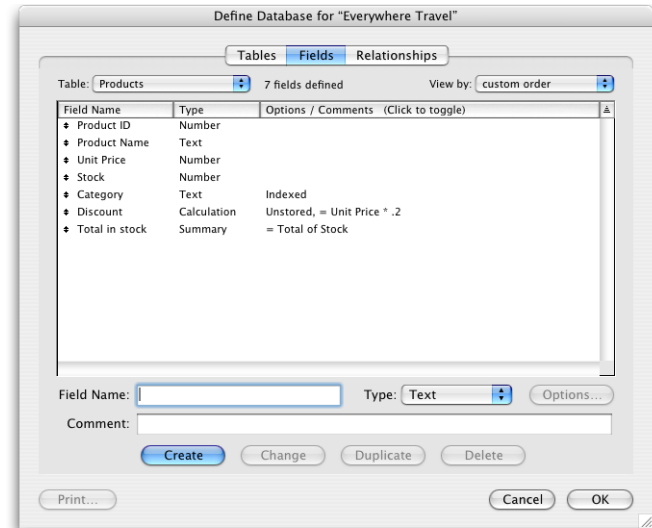 Define Database for “Everywhere Travel”
Tables Fields Relationships
Table: Products 7 fields defined View by: custom order
Field Name Type Options / Comments (Click to toggle)
Product ID Number
Product Name Text
Unit Price Number
Stock Number
Category Text Indexed
Discount Calculation Unstored, = Unit Price * .2
Total in stock Summary = Total of Stock
Field Name: Type: Text Options...
Comment:
Create Change Duplicate Delete
Print... Cancel OK